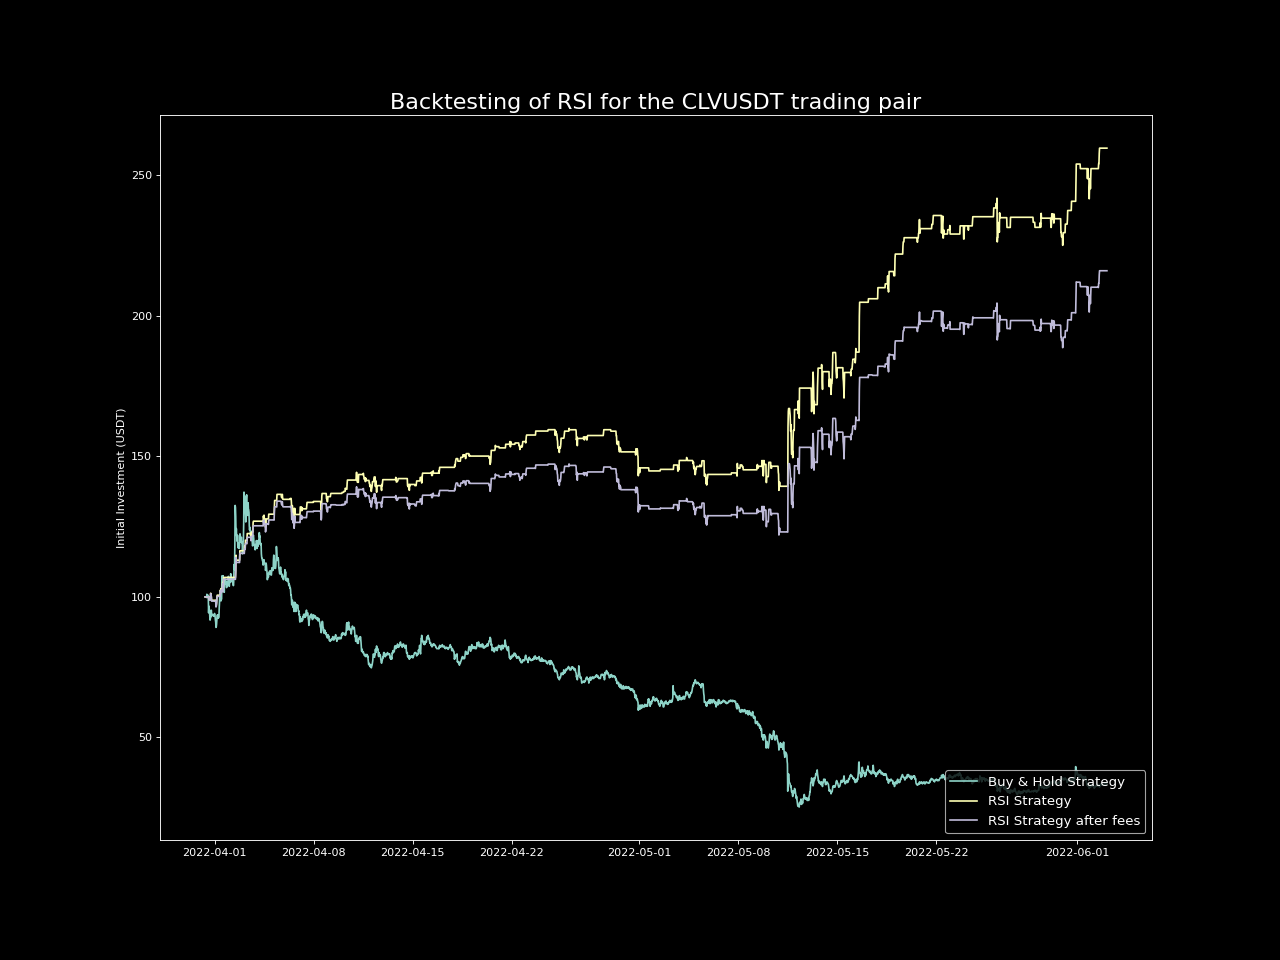 Backtesting of RSI for the CLVUSDT trading pair
Initial Investment (USDT)
250
200
150
100
50
2022-04-01 2022-04-08 2022-04-15 2022-04-22 2022-05-01 2022-05-08 2022-05-15 2022-05-22 2022-06-01
Buy & Hold Strategy
RSI Strategy
RSI Strategy after fees